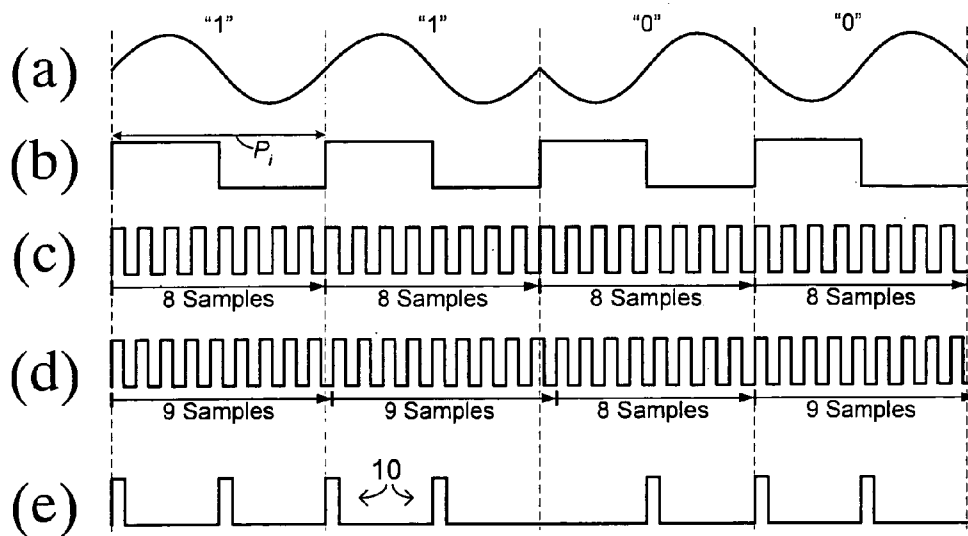 “1” “1” “0” “0”
(a)
(b)
Pi
(c)
8 Samples 8 Samples 8 Samples 8 Samples
(d)
9 Samples 9 Samples 8 Samples 9 Samples
10
(e)